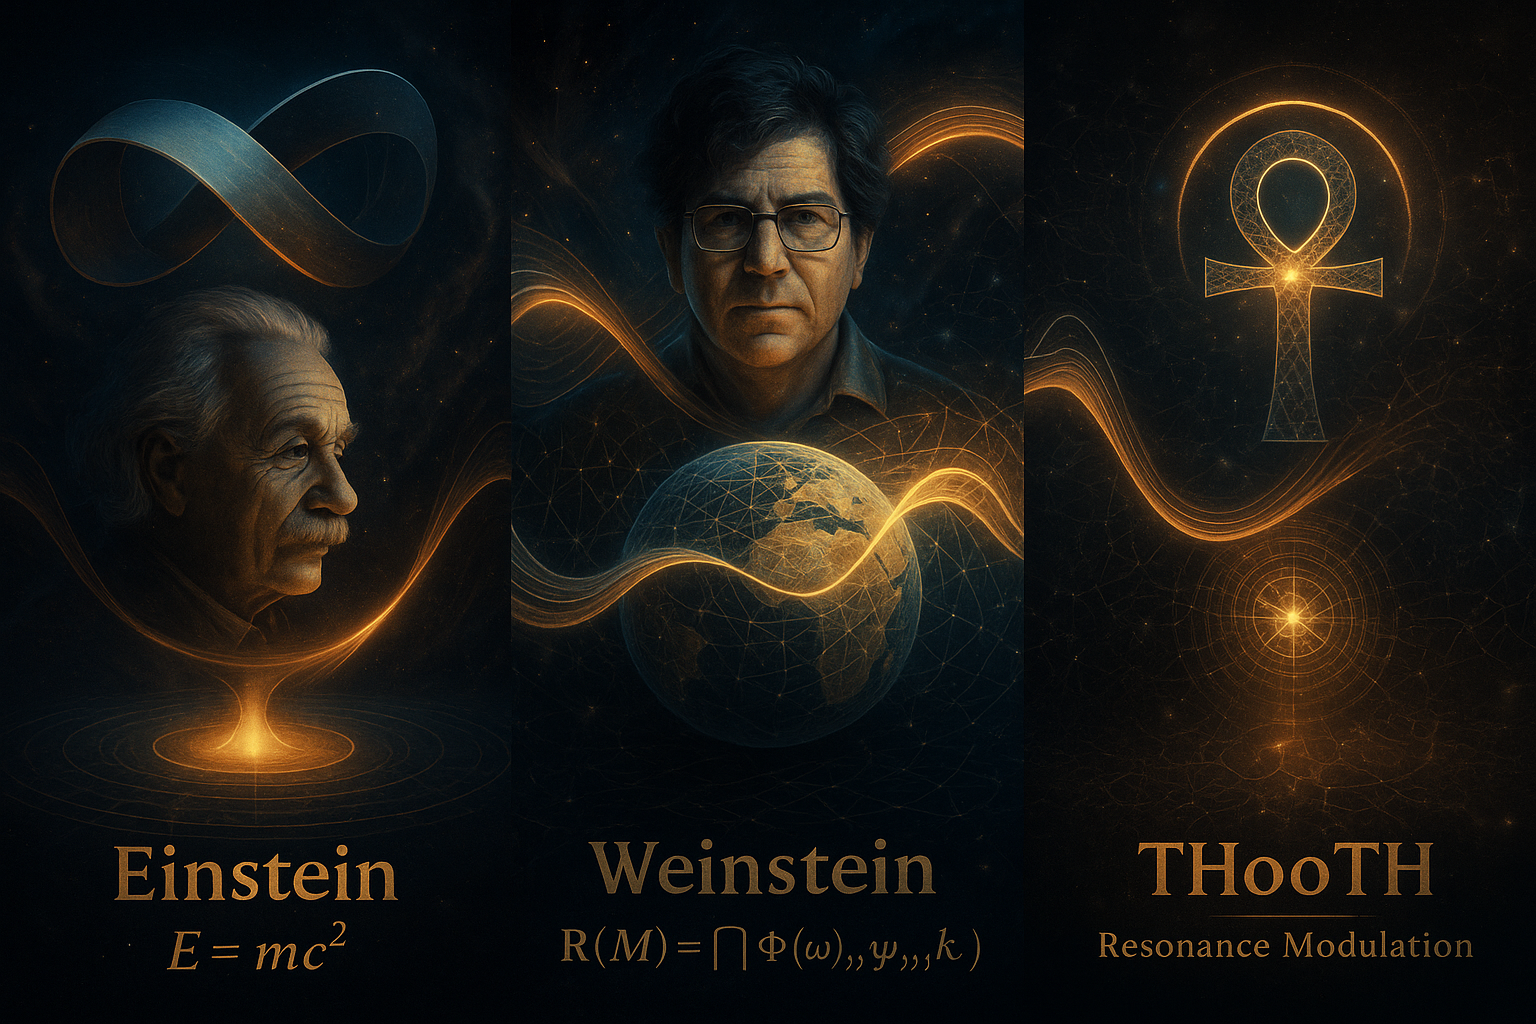 Einstein
E = mc²
Weinstein
R(M) = ∏ Φ(ω),,ψ,,,k )
THooTH
Resonance Modulation